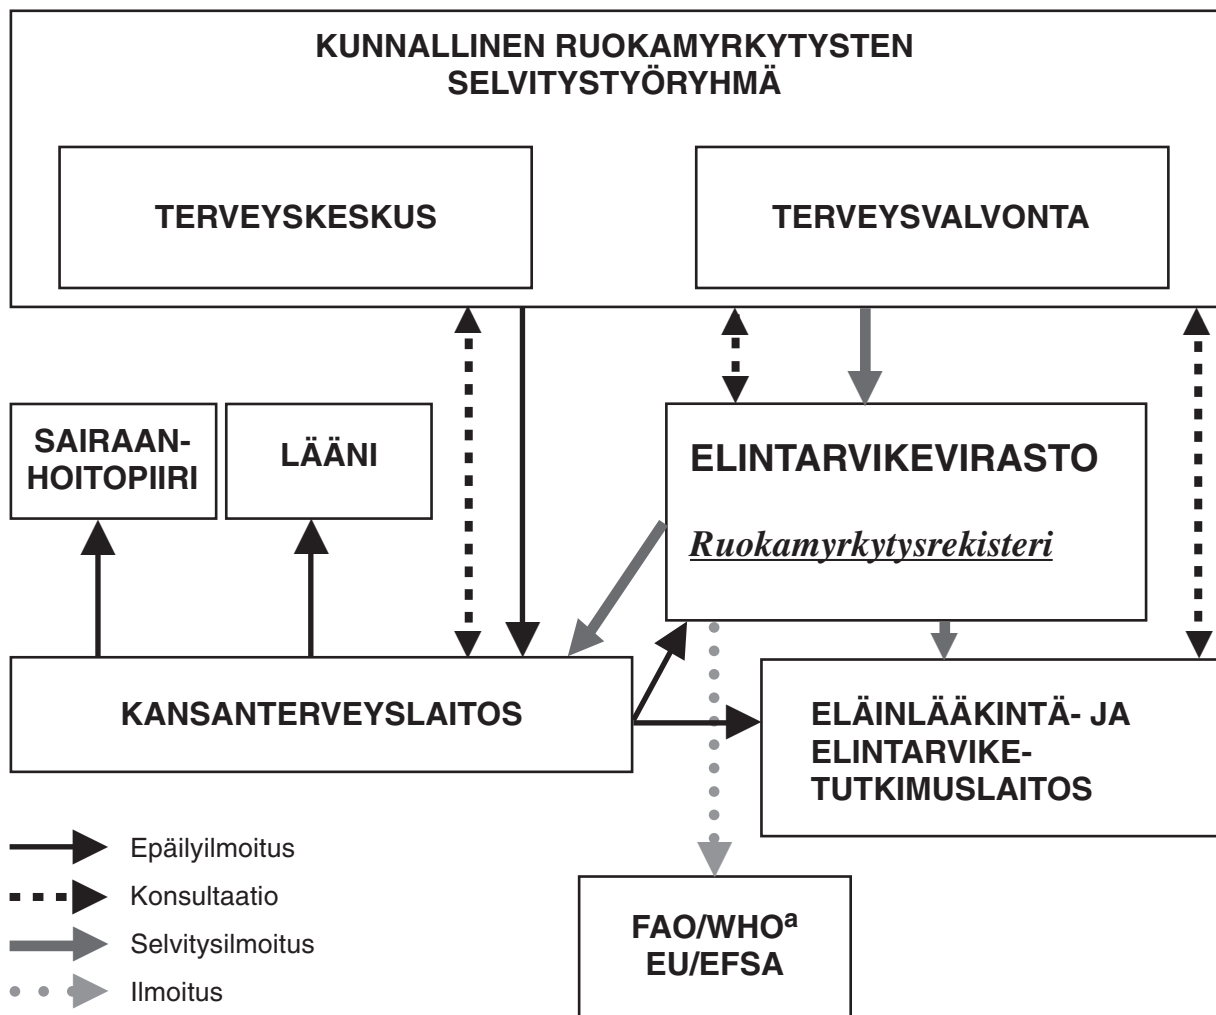 KUNNALLINEN RUOKAMYRKYTYSTEN
SELVITYSTYÖRYHMÄ
TERVEYSKESKUS
TERVEYSVALVONTA
SAIRAAN-
HOITOPIIRI
LÄÄNI
ELINTARVIKEVIRASTO
Ruokamyrkytysrekisteri
KANSANTERVEYSLAITOS
ELÄINLÄÄKINTÄ- JA
ELINTARVIKE-
TUTKIMUSLAITOS
Epäilyilmoitus
Konsultaatio
Selvitysilmoitus
Ilmoitus
FAO/WHOᵃ
EU/EFSA